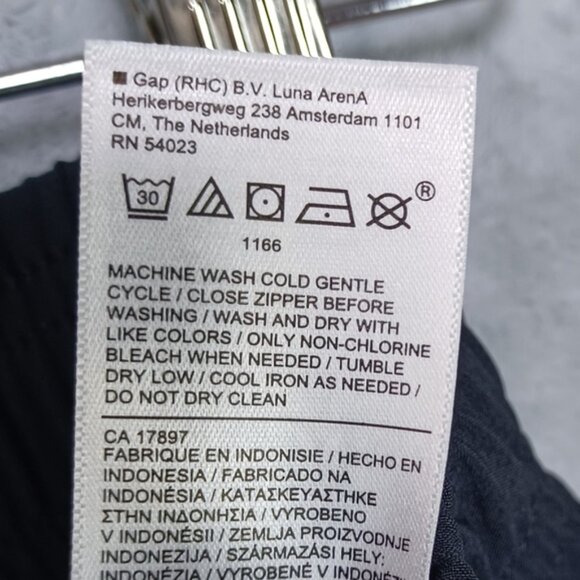 Gap (RHC) B.V. Luna ArenA
Herikerbergweg 238 Amsterdam 1101
CM, The Netherlands
RN 54023
30
®
1166
MACHINE WASH COLD GENTLE
CYCLE / CLOSE ZIPPER BEFORE
WASHING / WASH AND DRY WITH
LIKE COLORS / ONLY NON-CHLORINE
BLEACH WHEN NEEDED / TUMBLE
DRY LOW / COOL IRON AS NEEDED /
DO NOT DRY CLEAN
CA 17897
FABRIQUE EN INDONISIE / HECHO EN
INDONESIA / FABRICADO NA
INDONÉSIA / ΚΑΤΑΣΚΕΥΑΣΤΗΚΕ
ΣΤΗΝ ΙΝΔΟΝΗΣΙΑ / VYROBENO
V INDONÉSII / ZEMLJA PROIZVODNJE
INDONEZIJA / SZÁRMAZÁSI HELY: